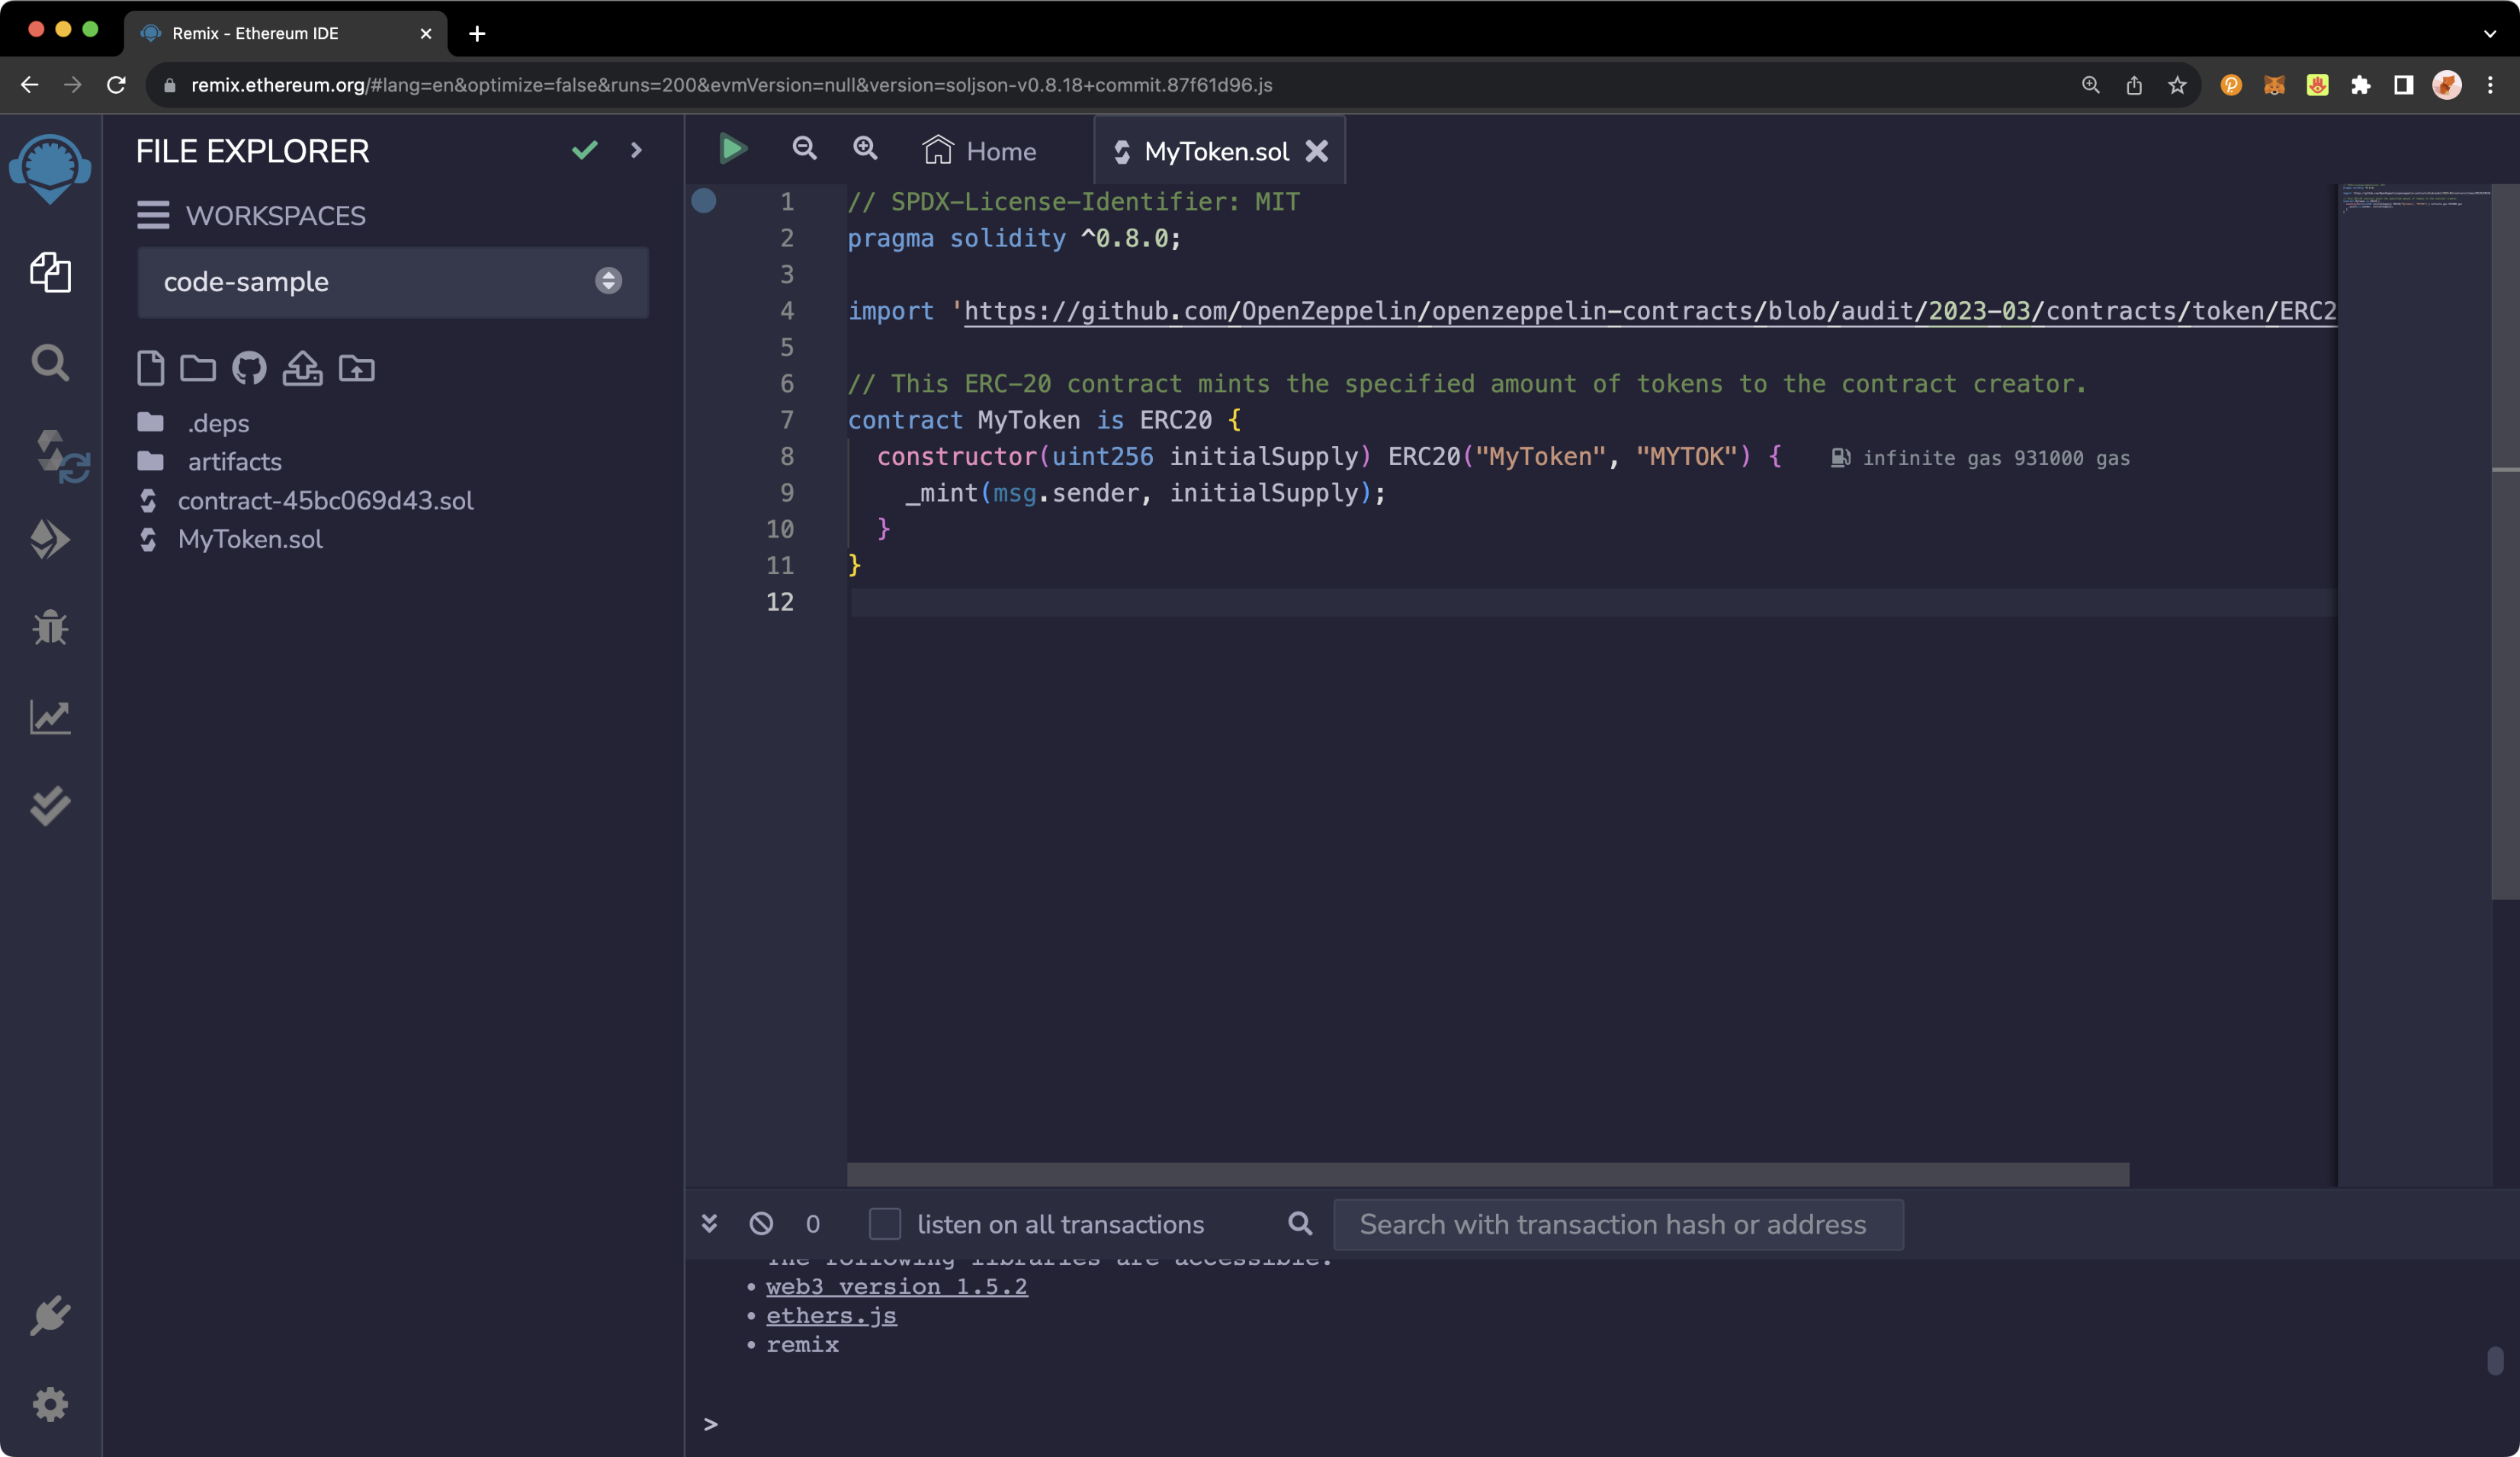 Remix - Ethereum IDE
remix.ethereum.org/#lang=en&optimize=false&runs=200&evmVersion=null&version=soljson-v0.8.18+commit.87f61d96.js
FILE EXPLORER
WORKSPACES
code-sample
.deps
artifacts
contract-45bc069d43.sol
MyToken.sol
Home
MyToken.sol
1 // SPDX-License-Identifier: MIT
2 pragma solidity ^0.8.0;
3
4 import 'https://github.com/OpenZeppelin/openzeppelin-contracts/blob/audit/2023-03/contracts/token/ERC2
5
6 // This ERC-20 contract mints the specified amount of tokens to the contract creator.
7 contract MyToken is ERC20 {
8 constructor(uint256 initialSupply) ERC20("MyToken", "MYTOK") { infinite gas 931000 gas
9 _mint(msg.sender, initialSupply);
10 }
11 }
12
0 listen on all transactions Search with transaction hash or address
The following libraries are accessible:
• web3 version 1.5.2
• ethers.js
• remix
>